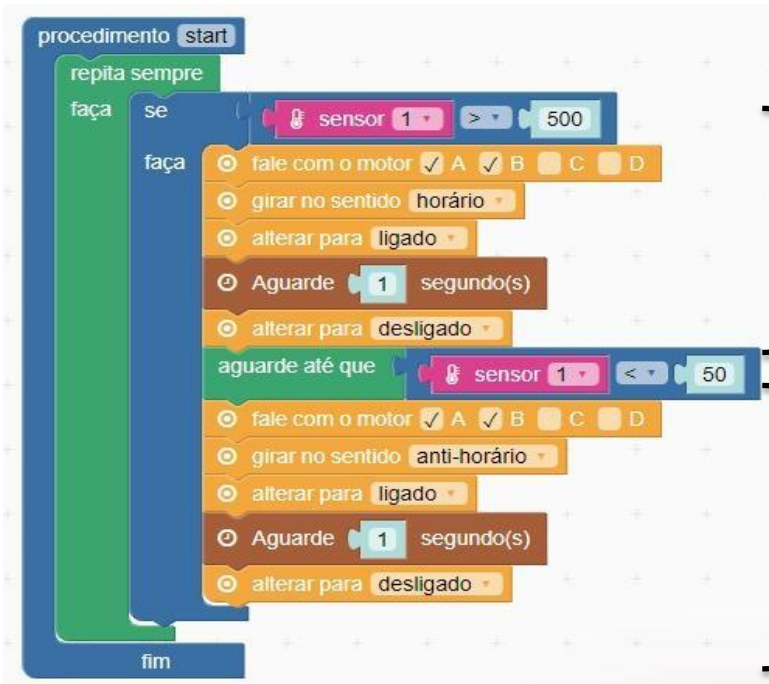 procedimento start
repita sempre
faça se sensor 1 > 500
faça fale com o motor A B C D
girar no sentido horário
alterar para ligado
Aguarde 1 segundo(s)
alterar para desligado
aguarde até que sensor 1 < 50
fale com o motor A B C D
girar no sentido anti-horário
alterar para ligado
Aguarde 1 segundo(s)
alterar para desligado
fim